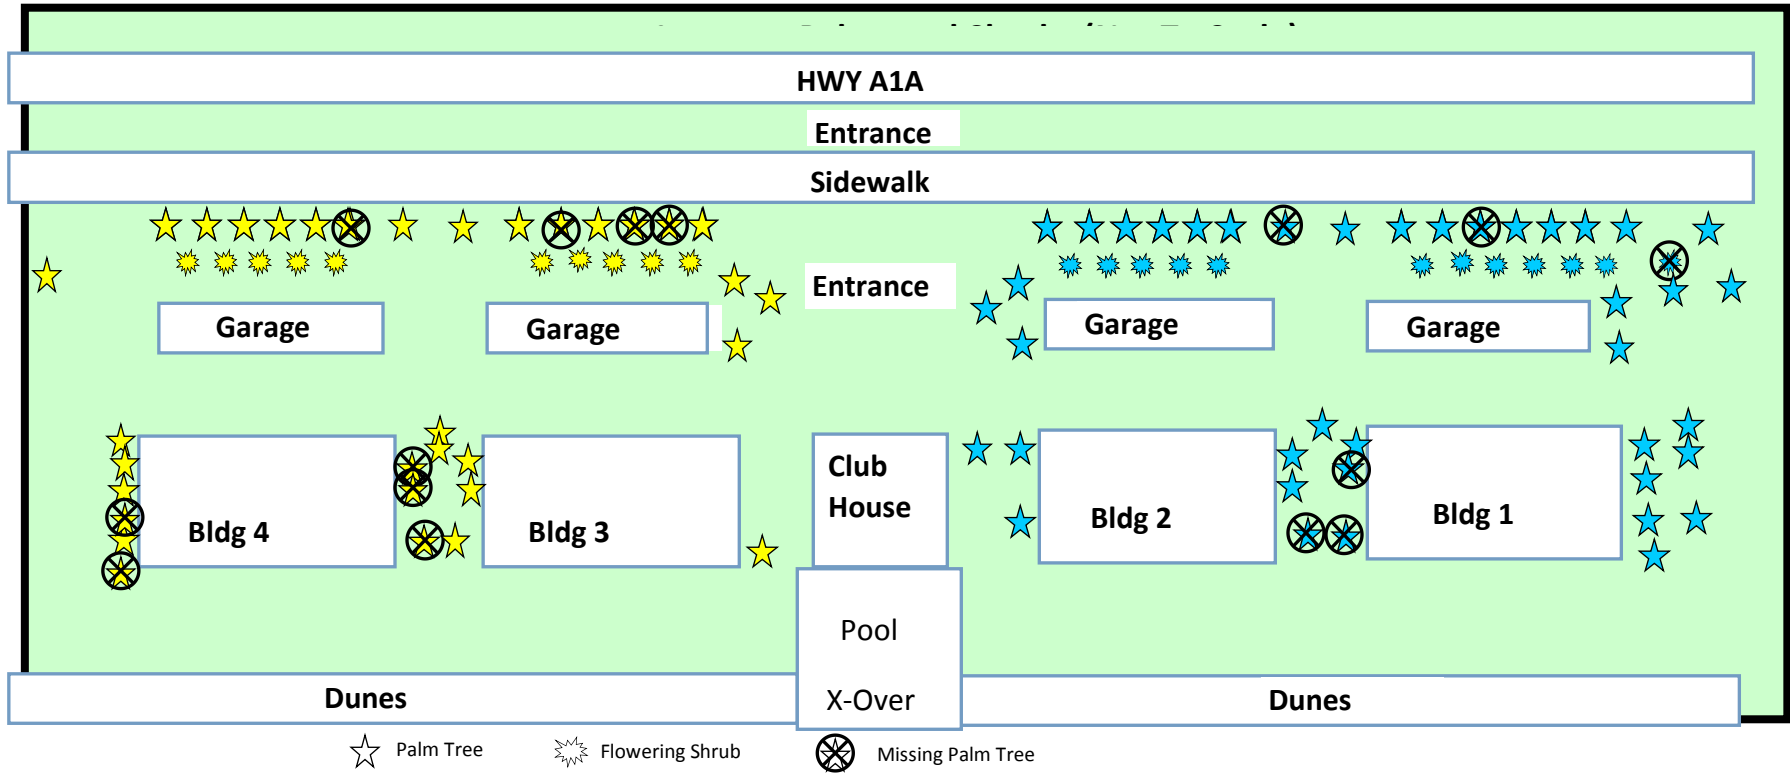 HWY A1A
Entrance
Sidewalk
Entrance
Garage Garage Garage Garage
Club
House
Bldg 4 Bldg 3 Bldg 2 Bldg 1
Pool
X-Over
Dunes Dunes
Palm Tree Flowering Shrub Missing Palm Tree